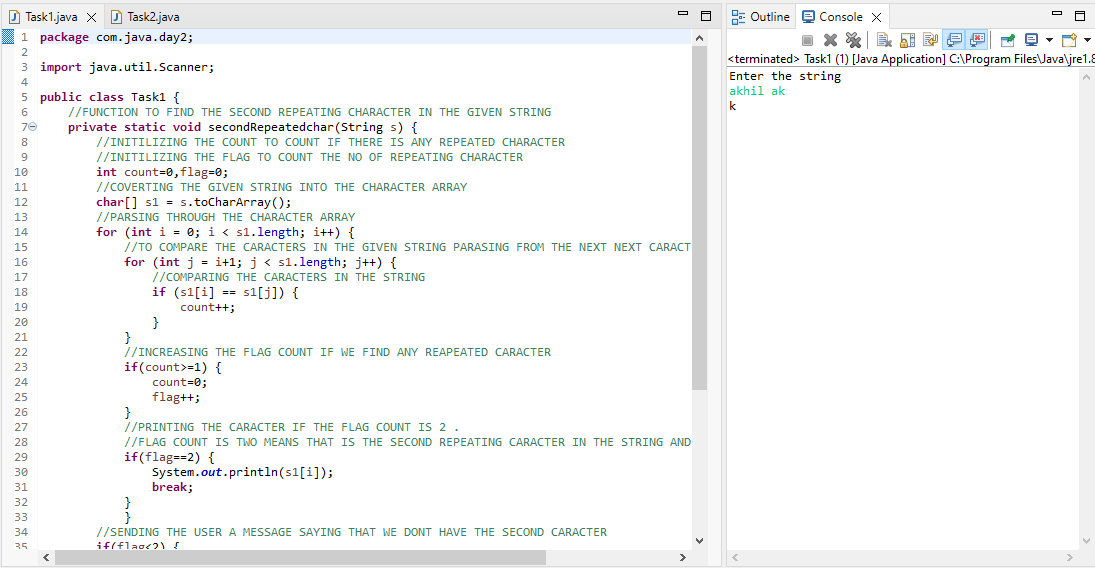 Task1.java Task2.java
1 package com.java.day2;
2
3 import java.util.Scanner;
4
5 public class Task1 {
6 //FUNCTION TO FIND THE SECOND REPEATING CHARACTER IN THE GIVEN STRING
7 private static void secondRepeatedchar(String s) {
8 //INITILIZING THE COUNT TO COUNT IF THERE IS ANY REPEATED CHARACTER
9 //INITILIZING THE FLAG TO COUNT THE NO OF REPEATING CHARACTER
10 int count=0,flag=0;
11 //COVERTING THE GIVEN STRING INTO THE CHARACTER ARRAY
12 char[] s1 = s.toCharArray();
13 //PARSING THROUGH THE CHARACTER ARRAY
14 for (int i = 0; i < s1.length; i++) {
15 //TO COMPARE THE CARACTERS IN THE GIVEN STRING PARASING FROM THE NEXT NEXT CARACT
16 for (int j = i+1; j < s1.length; j++) {
17 //COMPARING THE CARACTERS IN THE STRING
18 if (s1[i] == s1[j]) {
19 count++;
20 }
21 }
22 //INCREASING THE FLAG COUNT IF WE FIND ANY REAPEATED CARACTER
23 if(count>=1) {
24 count=0;
25 flag++;
26 }
27 //PRINTING THE CARACTER IF THE FLAG COUNT IS 2 .
28 //FLAG COUNT IS TWO MEANS THAT IS THE SECOND REPEATING CARACTER IN THE STRING AND
29 if(flag==2) {
30 System.out.println(s1[i]);
31 break;
32 }
33 }
34 //SENDING THE USER A MESSAGE SAYING THAT WE DONT HAVE THE SECOND CARACTER
35 if(flag<2) {
Outline Console
<terminated> Task1 (1) [Java Application] C:\Program Files\Java\jre1.8
Enter the string
akhil ak
k